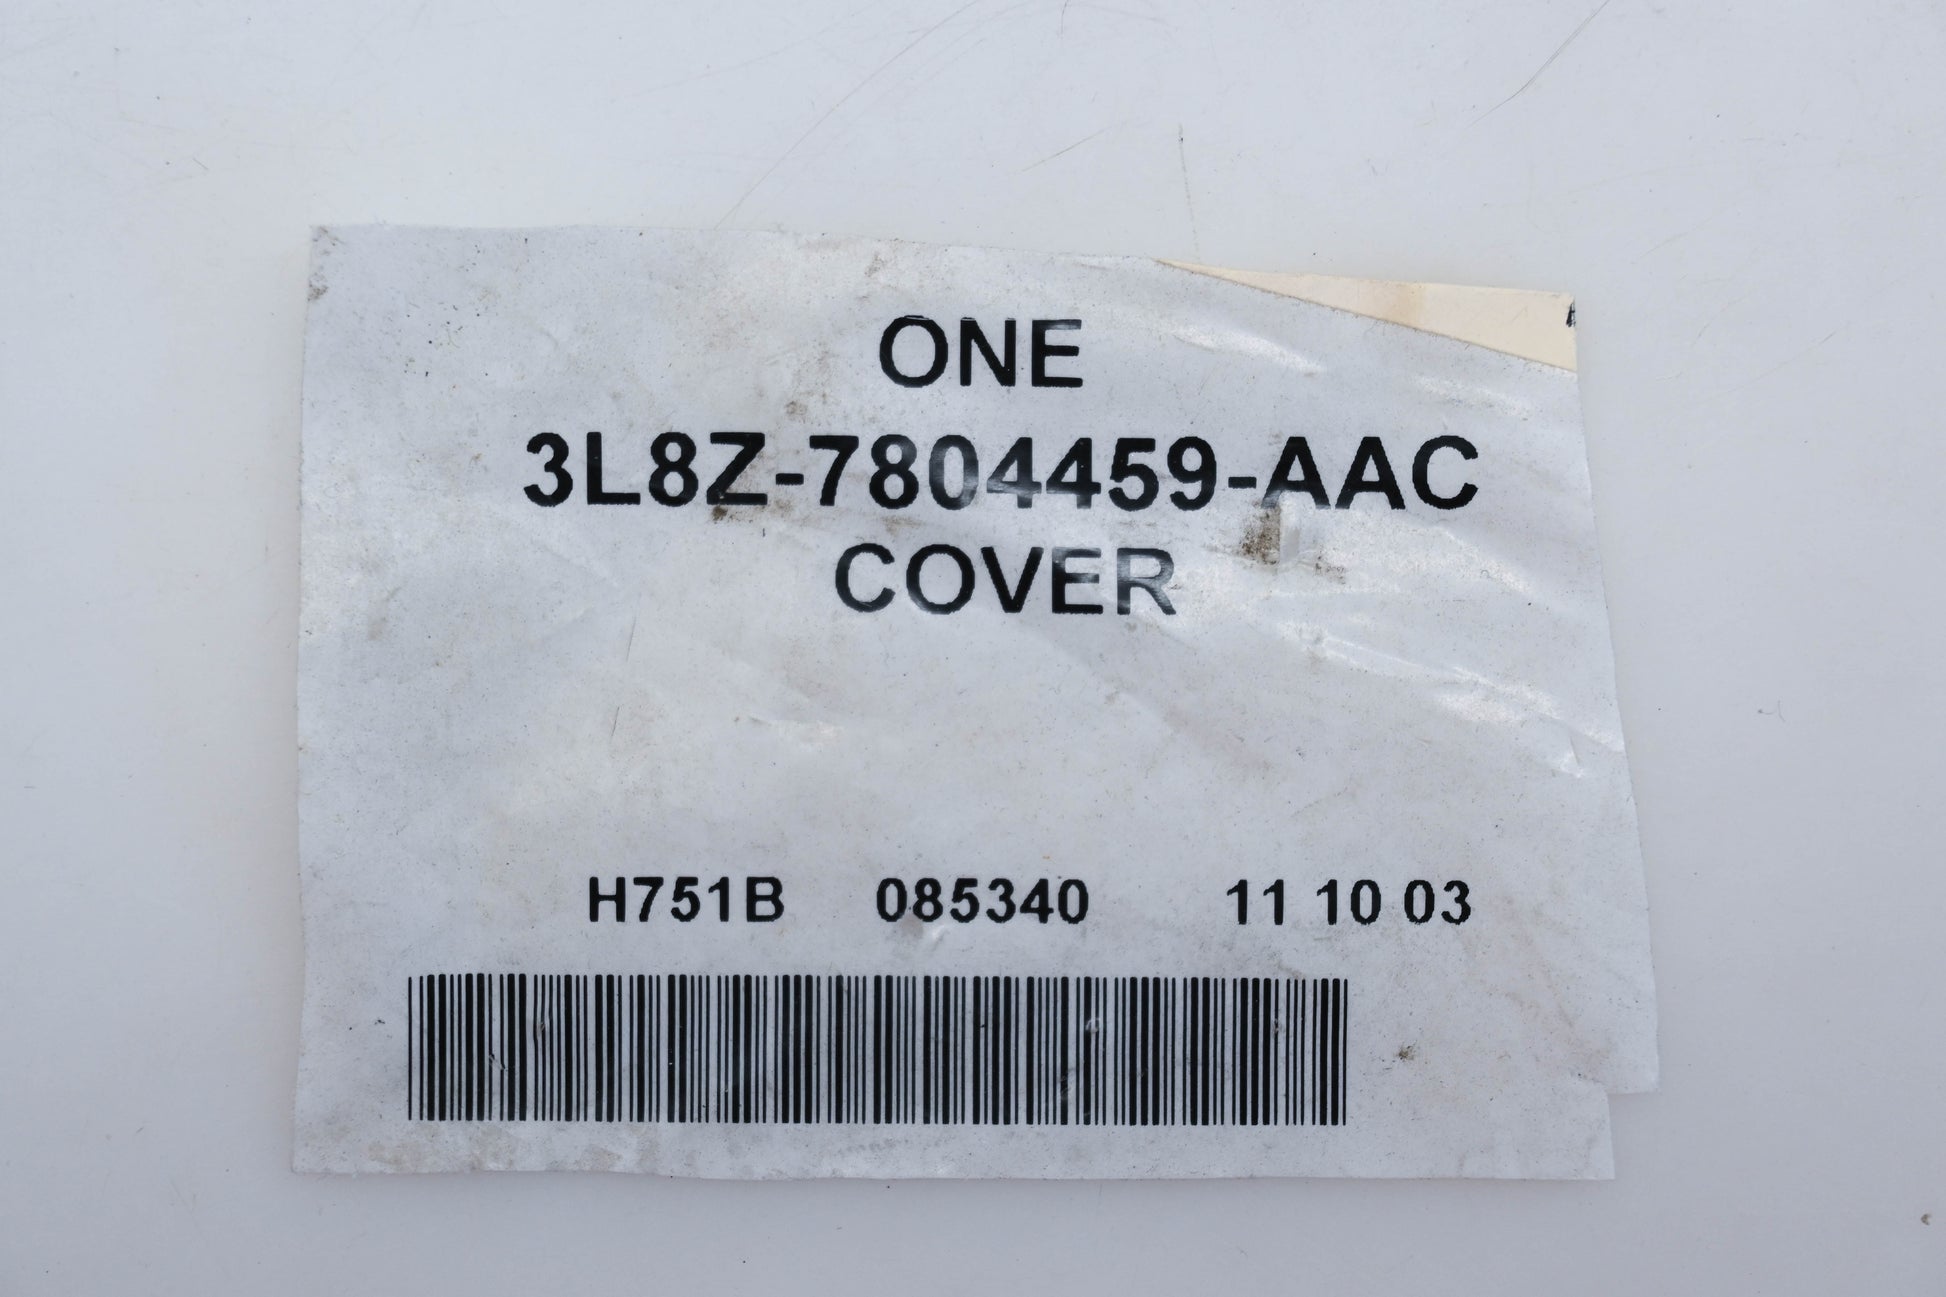 ONE
3L8Z-7804459-AAC
COVER
H751B 085340 11 10 03